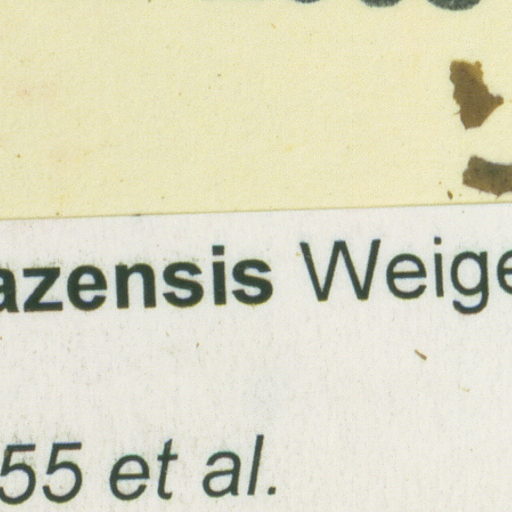 azensis Weige
55 et al.